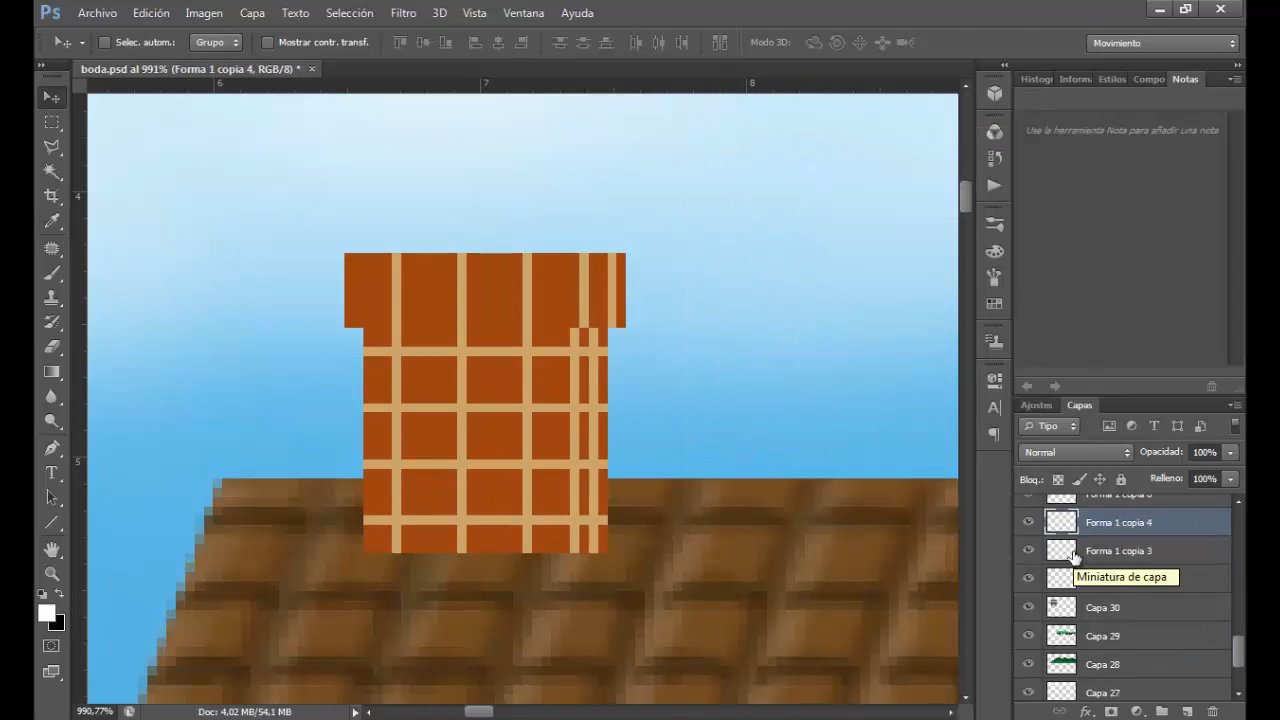 Ps Archivo Edición Imagen Capa Texto Selección Filtro 3D Vista Ventana Ayuda
Selec. autom.: Grupo Mostrar contr. transf. Modo 3D: Movimiento
boda.psd al 991% (Forma 1 copia 4, RGB/8) * ×
Histogr Informa Estilos Compo Notas
6 7 8
Use la herramienta Nota para añadir una nota
4
5
Ajustes Capas
Tipo
Normal Opacidad: 100%
Bloq.: Relleno: 100%
Forma 1 copia 4
Forma 1 copia 3
Miniatura de capa
Capa 30
Capa 29
Capa 28
Capa 27
990,77% Doc: 4,02 MB/54,1 MB